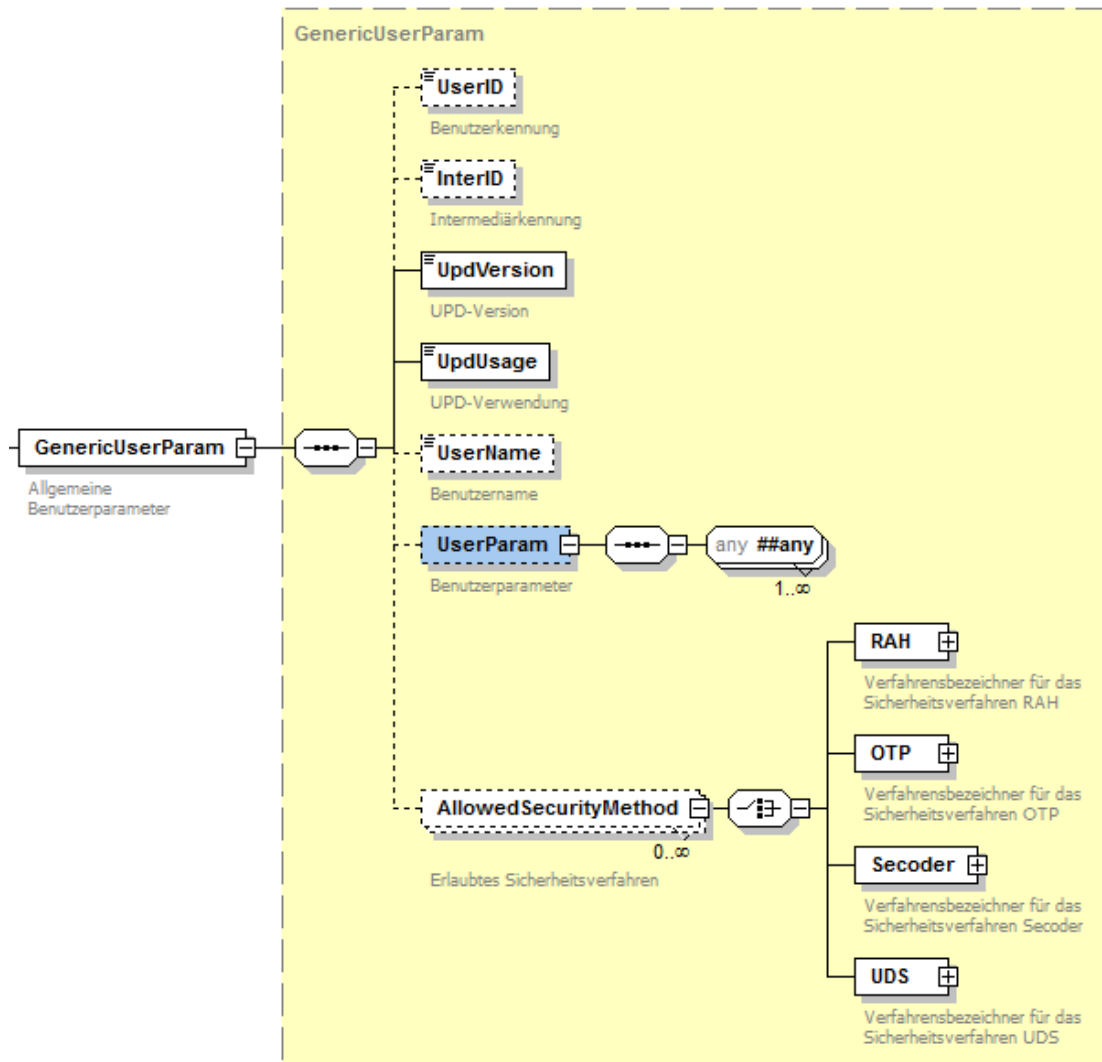 GenericUserParam
UserID
Benutzerkennung
InterID
Intermediärkennung
UpdVersion
UPD-Version
UpdUsage
UPD-Verwendung
GenericUserParam
Allgemeine
Benutzerparameter
UserName
Benutzername
UserParam
any ##any
Benutzerparameter
1..∞
RAH
Verfahrensbezeichner für das
Sicherheitsverfahren RAH
OTP
Verfahrensbezeichner für das
Sicherheitsverfahren OTP
AllowedSecurityMethod
0..∞
Erlaubtes Sicherheitsverfahren
Secoder
Verfahrensbezeichner für das
Sicherheitsverfahren Secoder
UDS
Verfahrensbezeichner für das
Sicherheitsverfahren UDS